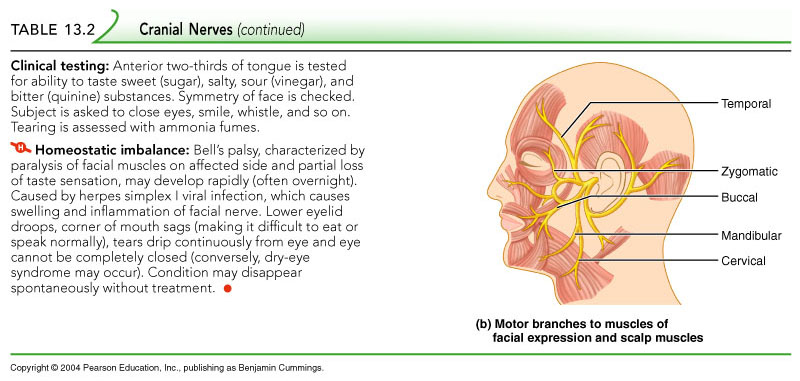 TABLE 13.2 Cranial Nerves (continued)
Clinical testing: Anterior two-thirds of tongue is tested
for ability to taste sweet (sugar), salty, sour (vinegar), and
bitter (quinine) substances. Symmetry of face is checked.
Subject is asked to close eyes, smile, whistle, and so on.
Tearing is assessed with ammonia fumes.
H Homeostatic imbalance: Bell's palsy, characterized by
paralysis of facial muscles on affected side and partial loss
of taste sensation, may develop rapidly (often overnight).
Caused by herpes simplex I viral infection, which causes
swelling and inflammation of facial nerve. Lower eyelid
droops, corner of mouth sags (making it difficult to eat or
speak normally), tears drip continuously from eye and eye
cannot be completely closed (conversely, dry-eye
syndrome may occur). Condition may disappear
spontaneously without treatment.
Temporal
Zygomatic
Buccal
Mandibular
Cervical
(b) Motor branches to muscles of
facial expression and scalp muscles
Copyright © 2004 Pearson Education, Inc., publishing as Benjamin Cummings.